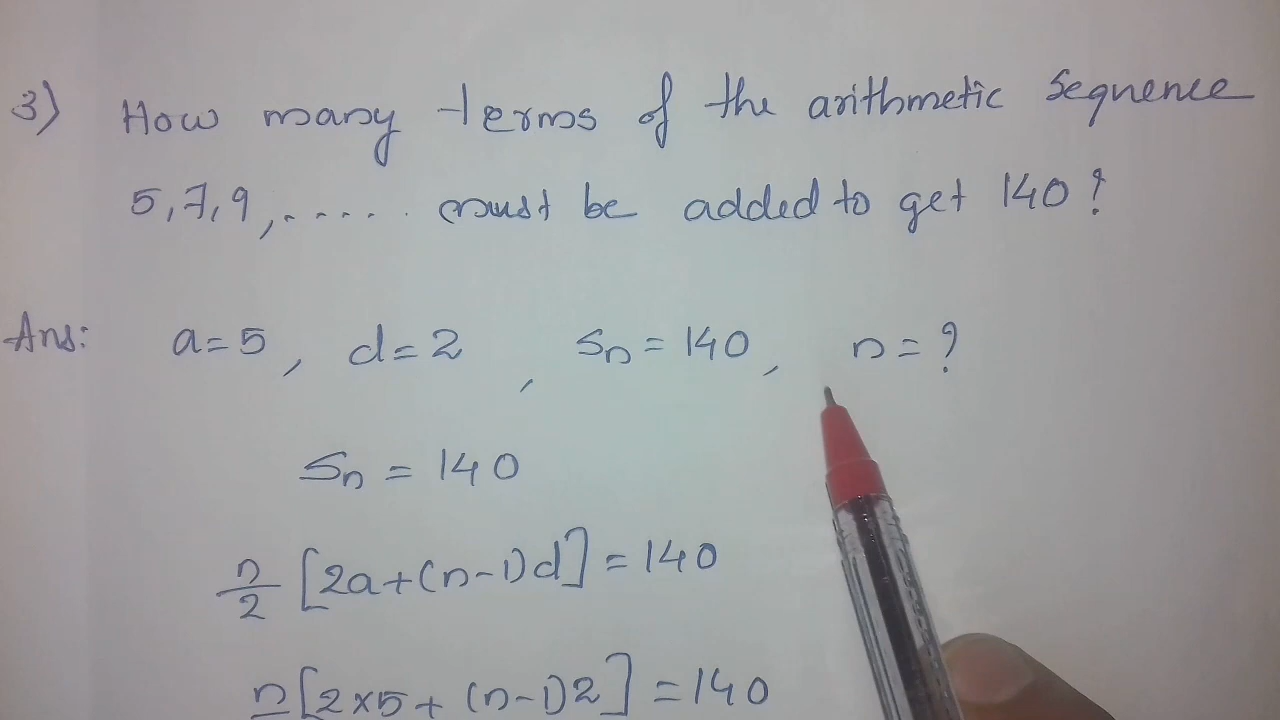 3) How many terms of the arithmetic sequence
5, 7, 9, ..... must be added to get 140?
Ans: a = 5, d = 2, Sn = 140, n = ?
Sn = 140
n/2 [2a + (n-1)d] = 140
n [2×5 + (n-1)2] = 140